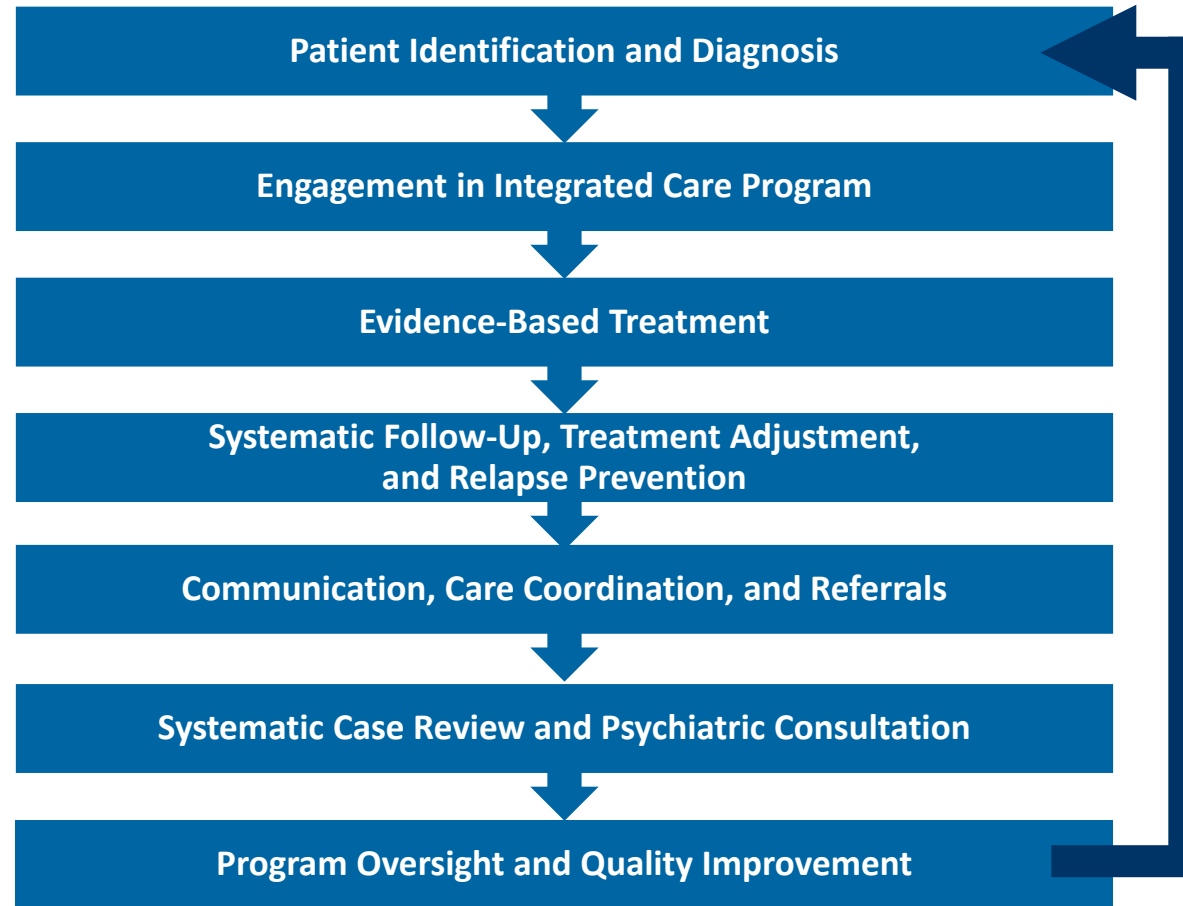 Patient Identification and Diagnosis
Engagement in Integrated Care Program
Evidence-Based Treatment
Systematic Follow-Up, Treatment Adjustment,
and Relapse Prevention
Communication, Care Coordination, and Referrals
Systematic Case Review and Psychiatric Consultation
Program Oversight and Quality Improvement